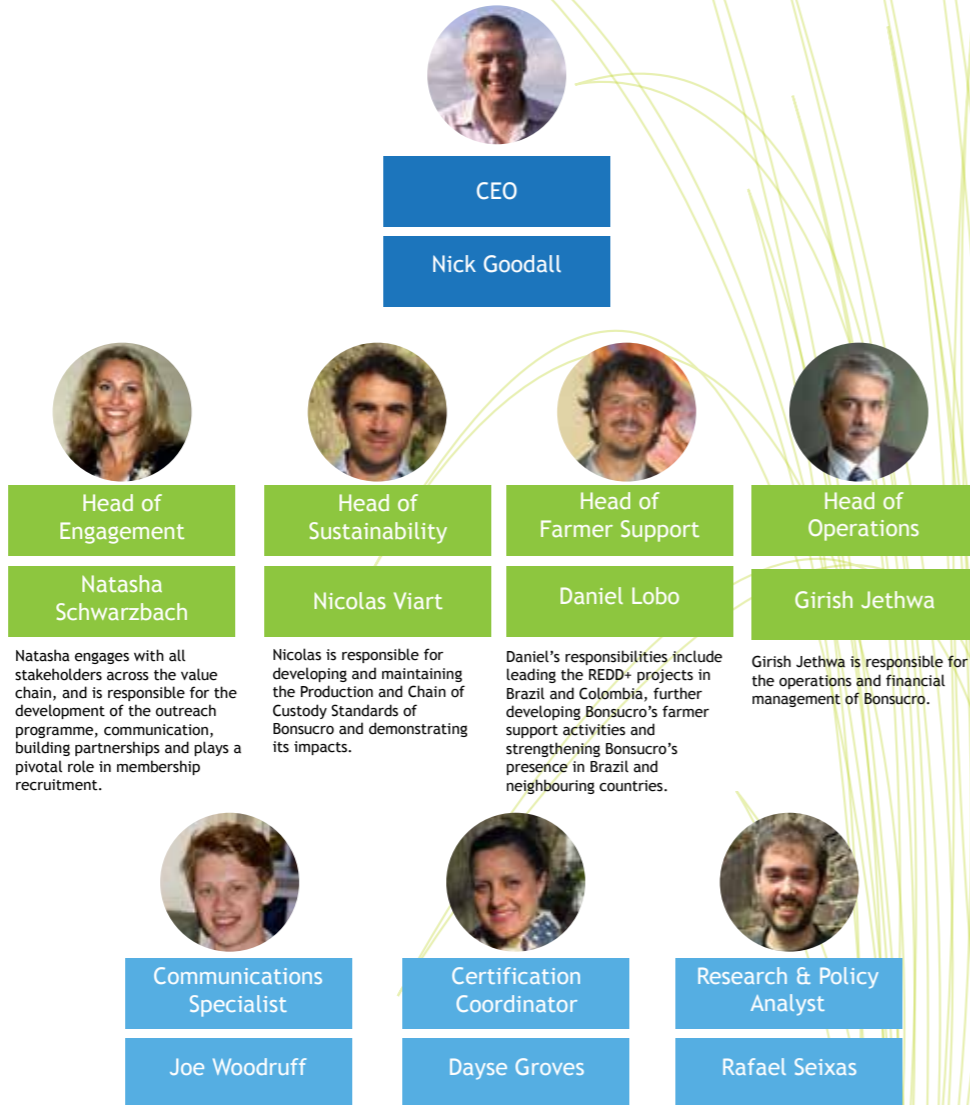 CEO
Nick Goodall
Head of
Engagement
Natasha
Schwarzbach
Natasha engages with all
stakeholders across the value
chain, and is responsible for the
development of the outreach
programme, communication,
building partnerships and plays a
pivotal role in membership
recruitment.
Head of
Sustainability
Nicolas Viart
Nicolas is responsible for
developing and maintaining
the Production and Chain of
Custody Standards of
Bonsucro and demonstrating
its impacts.
Head of
Farmer Support
Daniel Lobo
Daniel’s responsibilities include
leading the REDD+ projects in
Brazil and Colombia, further
developing Bonsucro’s farmer
support activities and
strengthening Bonsucro’s
presence in Brazil and
neighbouring countries.
Head of
Operations
Girish Jethwa
Girish Jethwa is responsible for
the operations and financial
management of Bonsucro.
Communications
Specialist
Joe Woodruff
Certification
Coordinator
Dayse Groves
Research & Policy
Analyst
Rafael Seixas